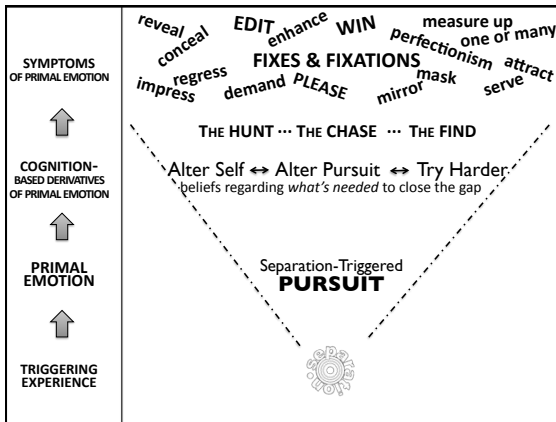 SYMPTOMS
OF PRIMAL EMOTION
COGNITION-
BASED DERIVATIVES
OF PRIMAL EMOTION
PRIMAL
EMOTION
TRIGGERING
EXPERIENCE
reveal
conceal
EDIT
enhance
WIN
measure up
perfectionism
one or many
FIXES & FIXATIONS
attract
impress
regress
demand
PLEASE
mirror
mask
serve
THE HUNT ... THE CHASE ... THE FIND
Alter Self ↔ Alter Pursuit ↔ Try Harder
beliefs regarding what's needed to close the gap
Separation-Triggered
PURSUIT
separation